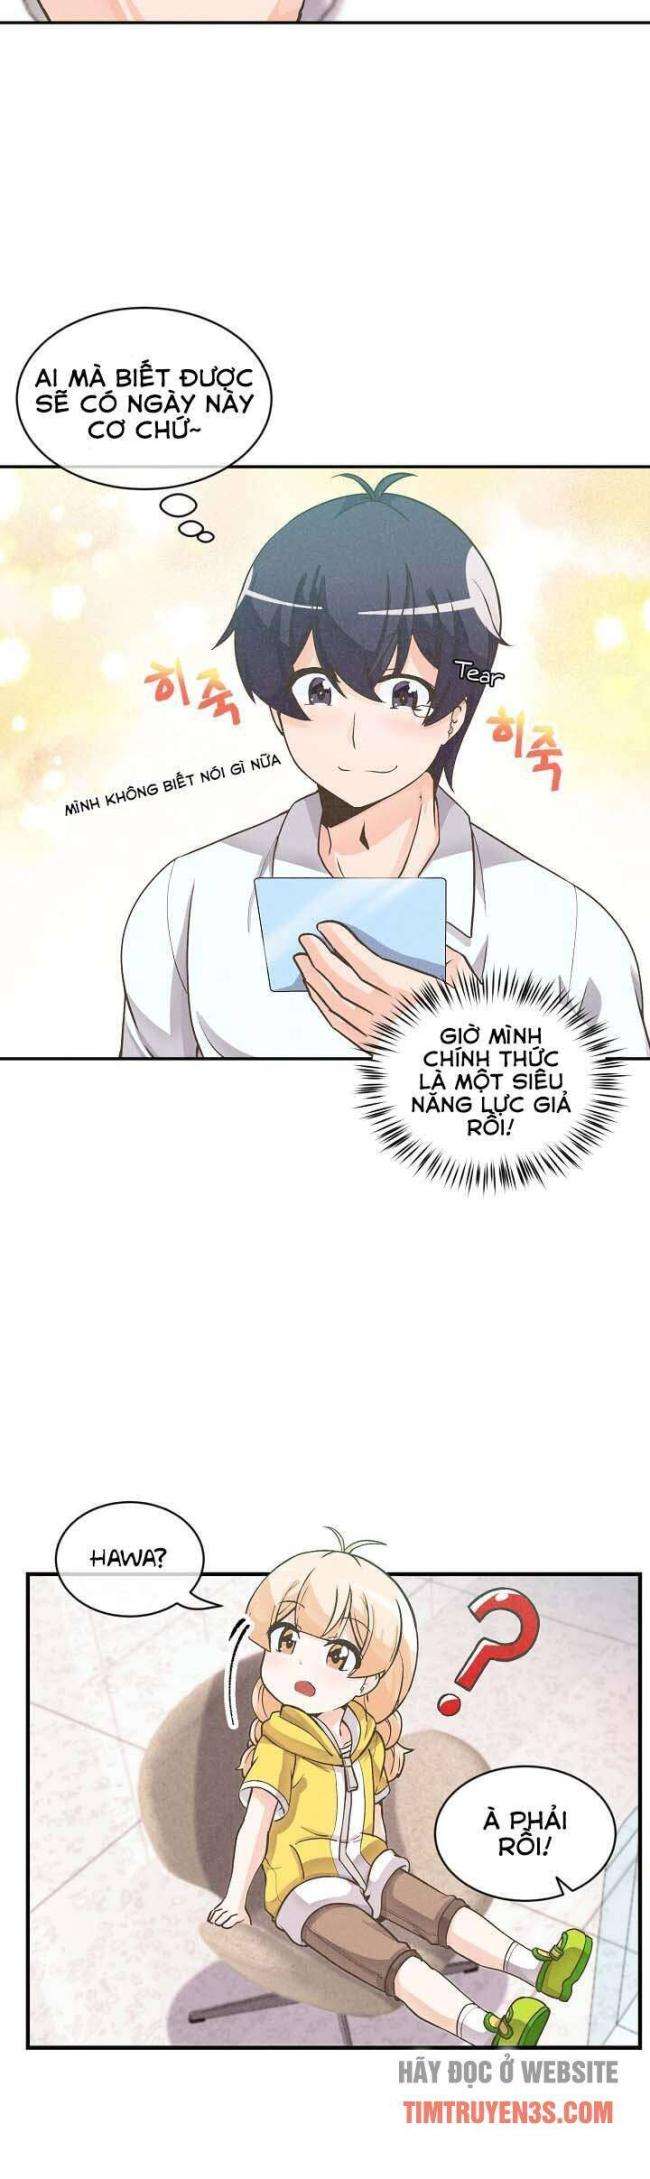 AI MÀ BIẾT ĐƯỢC
SẼ CÓ NGÀY NÀY
CƠ CHỨ~
Tear
히죽
히죽
MÌNH KHÔNG BIẾT NÓI GÌ NỮA
GIỜ MÌNH
CHÍNH THỨC
LÀ MỘT SIÊU
NĂNG LỰC GIẢ
RỒI!
HAWA?
?
À PHẢI
RỒI!
HÃY ĐỌC Ở WEBSITE
TIMTRUYEN3S.COM